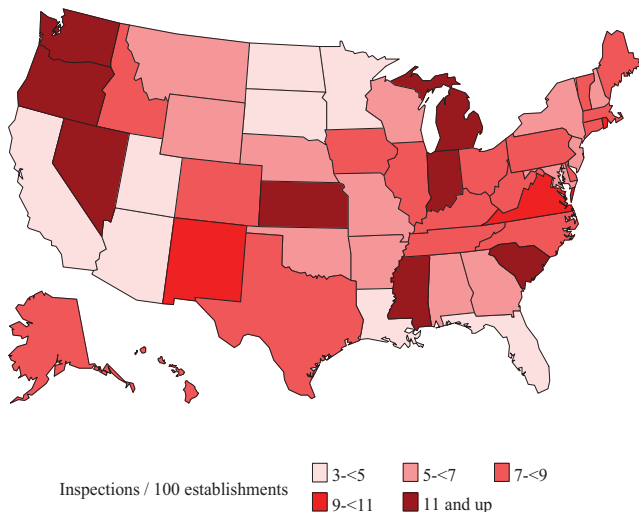 3-<5
5-<7
7-<9
Inspections / 100 establishments
9-<11
11 and up